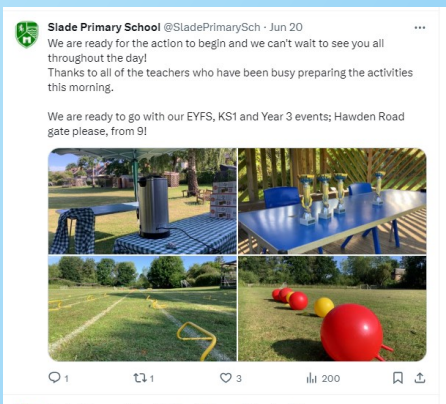 Slade Primary School @SladePrimarySch · Jun 20
We are ready for the action to begin and we can't wait to see you all
throughout the day!
Thanks to all of the teachers who have been busy preparing the activities
this morning.
We are ready to go with our EYFS, KS1 and Year 3 events; Hawden Road
gate please, from 9!
1
1
3
200